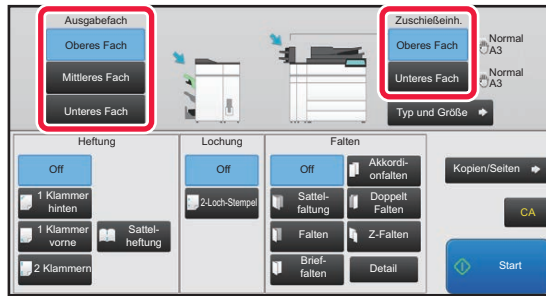 Ausgabefach
Oberes Fach
Mittleres Fach
Unteres Fach
Zuschießeinh.
Oberes Fach
Normal
A3
Unteres Fach
Normal
A3
Typ und Größe
Heftung
Off
1 Klammer
hinten
1 Klammer
vorne
Sattel-
heftung
2 Klammern
Lochung
Off
2-Loch-Stempel
Falten
Off
Akkordi-
onfalten
Sattel-
faltung
Doppelt
Falten
Falten
Z-Falten
Brief-
falten
Detail
Kopien/Seiten
CA
Start